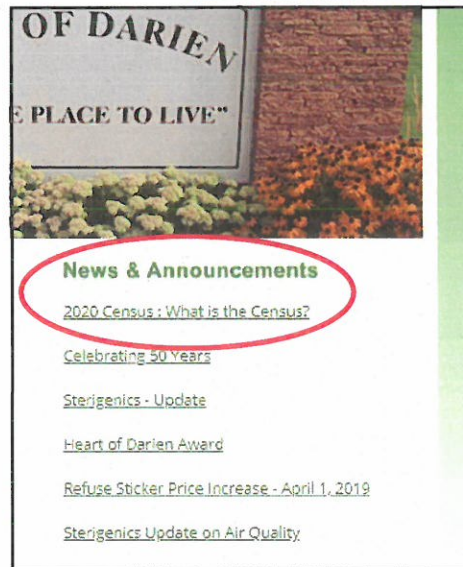 OF DARIEN
E PLACE TO LIVE"
News & Announcements
2020 Census : What is the Census?
Celebrating 50 Years
Sterigenics - Update
Heart of Darien Award
Refuse Sticker Price Increase - April 1, 2019
Sterigenics Update on Air Quality